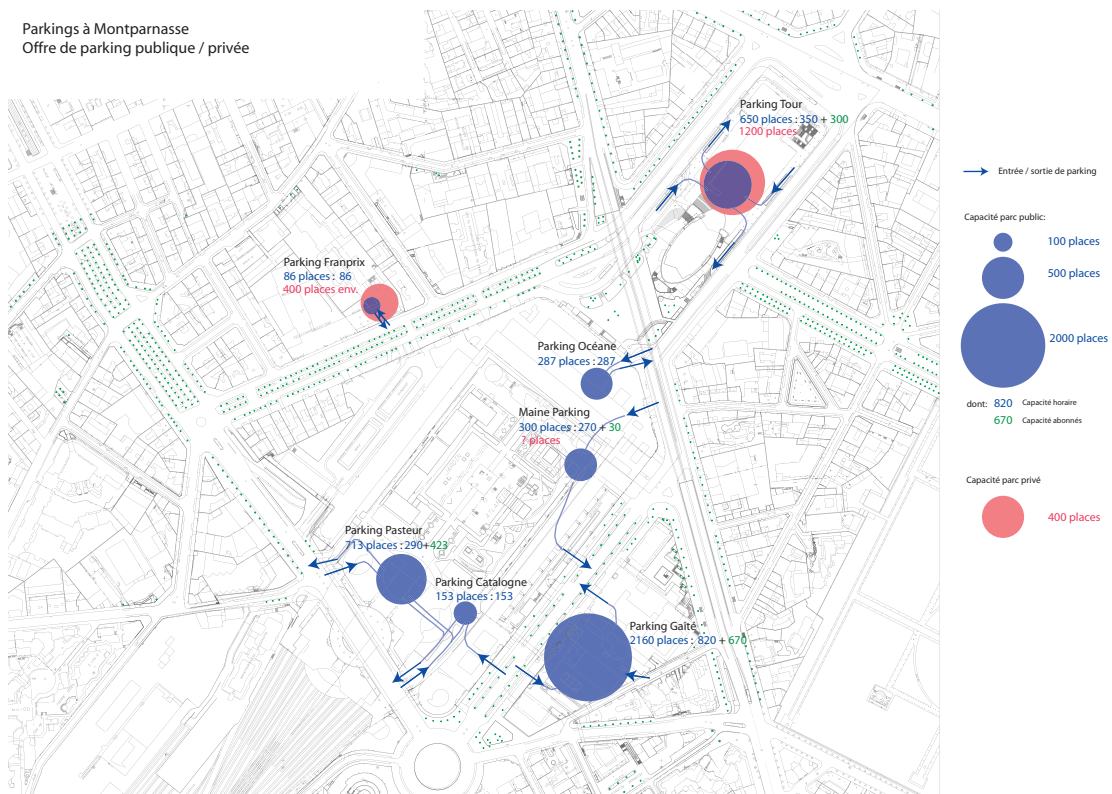 Parkings à Montparnasse
Offre de parking publique / privée
Parking Tour
650 places : 350 + 300
1200 places
Parking Franprix
86 places : 86
400 places env.
Parking Océane
287 places : 287
Maine Parking
300 places : 270 + 30
? places
Parking Pasteur
713 places : 290+423
Parking Catalogne
153 places : 153
Parking Gaîté
2160 places : 820 + 670
Entrée / sortie de parking
Capacité parc public:
100 places
500 places
2000 places
dont: 820 Capacité horaire
670 Capacité abonnés
Capacité parc privé
400 places